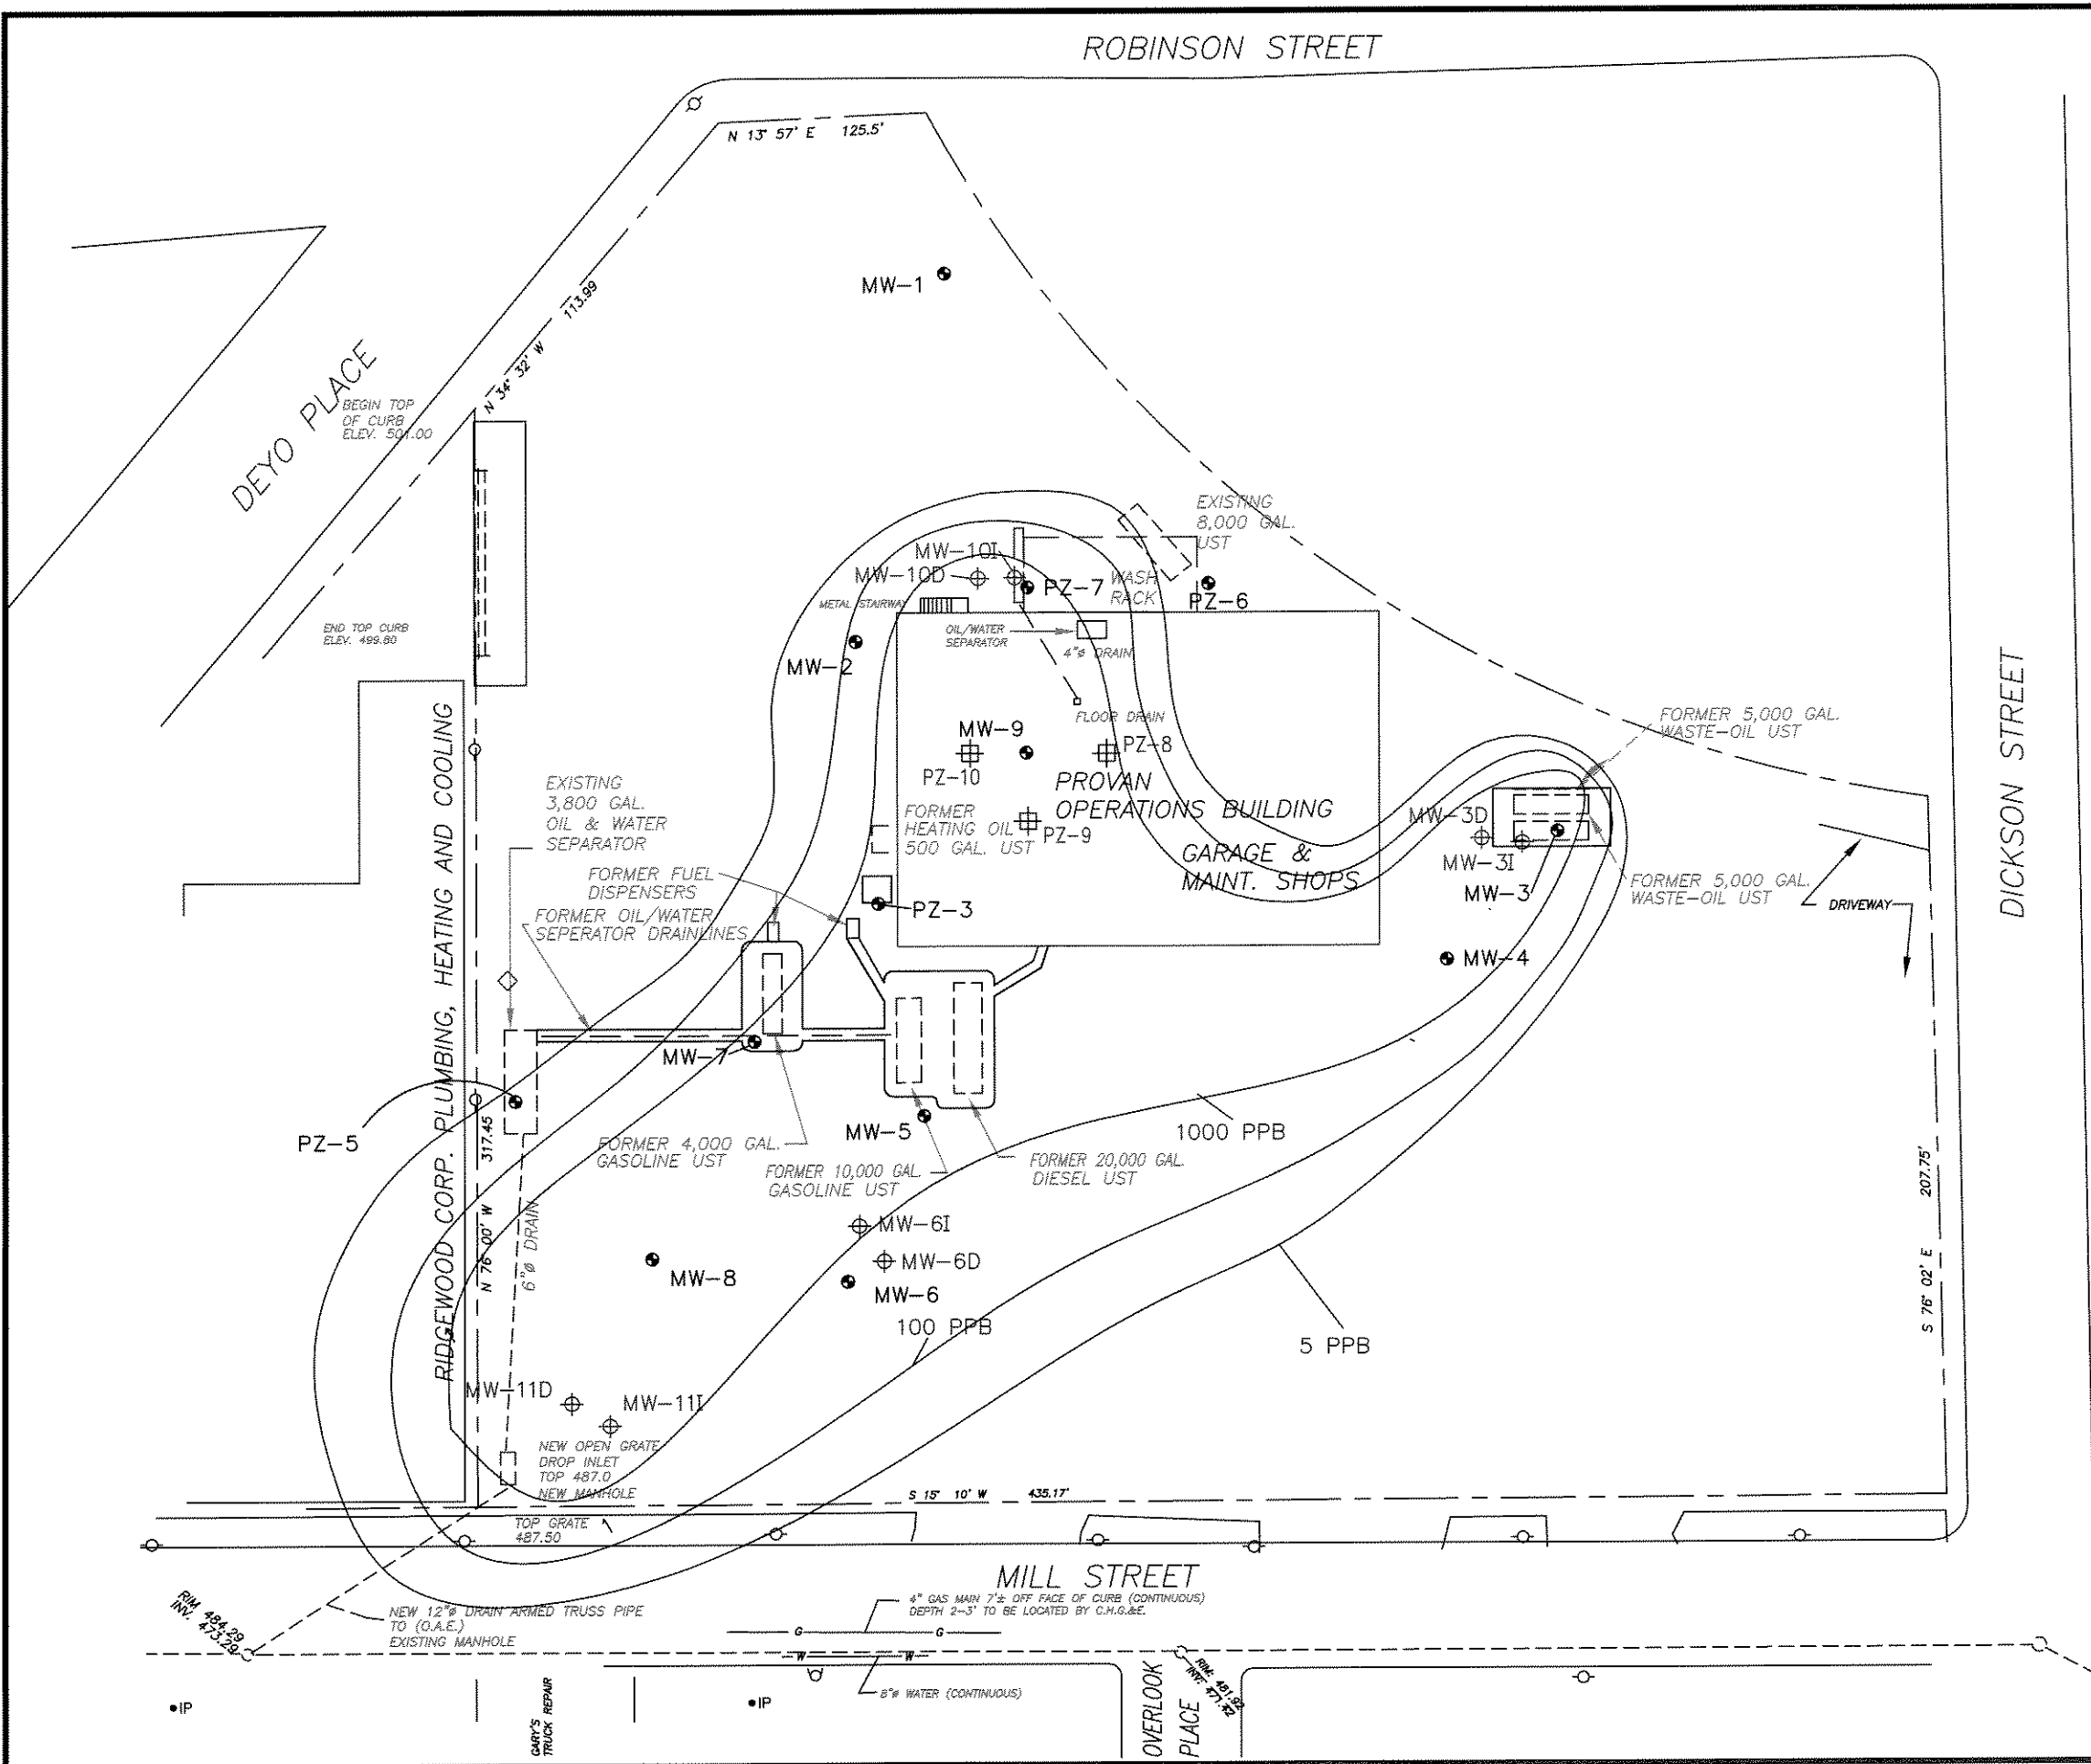 ROBINSON STREET
N 13° 57' E 125.5'
MW-1
N 34° 32' W 113.99
DEYO PLACE
BEGIN TOP
OF CURB
ELEV. 501.00
END TOP CURB
ELEV. 499.80
EXISTING
8,000 GAL.
UST
MW-10I
MW-10D
PZ-7
WASH
RACK
PZ-6
METAL STAIRWAY
OIL/WATER
SEPARATOR
4"ø DRAIN
MW-2
FLOOR DRAIN
MW-9
PZ-8
PZ-10
PROVAN
OPERATIONS BUILDING
FORMER
HEATING OIL
500 GAL. UST
PZ-9
GARAGE &
MAINT. SHOPS
FORMER 5,000 GAL.
WASTE-OIL UST
MW-3D
MW-3I
MW-3
FORMER 5,000 GAL.
WASTE-OIL UST
DRIVEWAY
DICKSON STREET
EXISTING
3,800 GAL.
OIL & WATER
SEPARATOR
FORMER FUEL
DISPENSERS
FORMER OIL/WATER
SEPERATOR DRAINLINES
PZ-3
MW-4
RIDGEWOOD CORP. PLUMBING, HEATING AND COOLING
MW-7
PZ-5
N 76° 00' W 317.45
6"ø DRAIN
FORMER 4,000 GAL.
GASOLINE UST
MW-5
FORMER 10,000 GAL.
GASOLINE UST
FORMER 20,000 GAL.
DIESEL UST
1000 PPB
MW-6I
MW-6D
MW-6
MW-8
100 PPB
5 PPB
S 76° 02' E 207.75'
MW-11D
MW-11I
NEW OPEN GRATE
DROP INLET
TOP 487.0
NEW MANHOLE
TOP GRATE
487.50
S 15° 10' W 435.17'
MILL STREET
4" GAS MAIN 7'± OFF FACE OF CURB (CONTINUOUS)
DEPTH 2-3' TO BE LOCATED BY C.H.G.&E.
RIM 484.29
INV. 473.29
NEW 12"ø DRAIN ARMED TRUSS PIPE
TO (O.A.E.)
EXISTING MANHOLE
G G
W W
8"ø WATER (CONTINUOUS)
RIM: 481.92
INV: 471.42
OVERLOOK
PLACE
IP
GARY'S
TRUCK REPAIR
IP